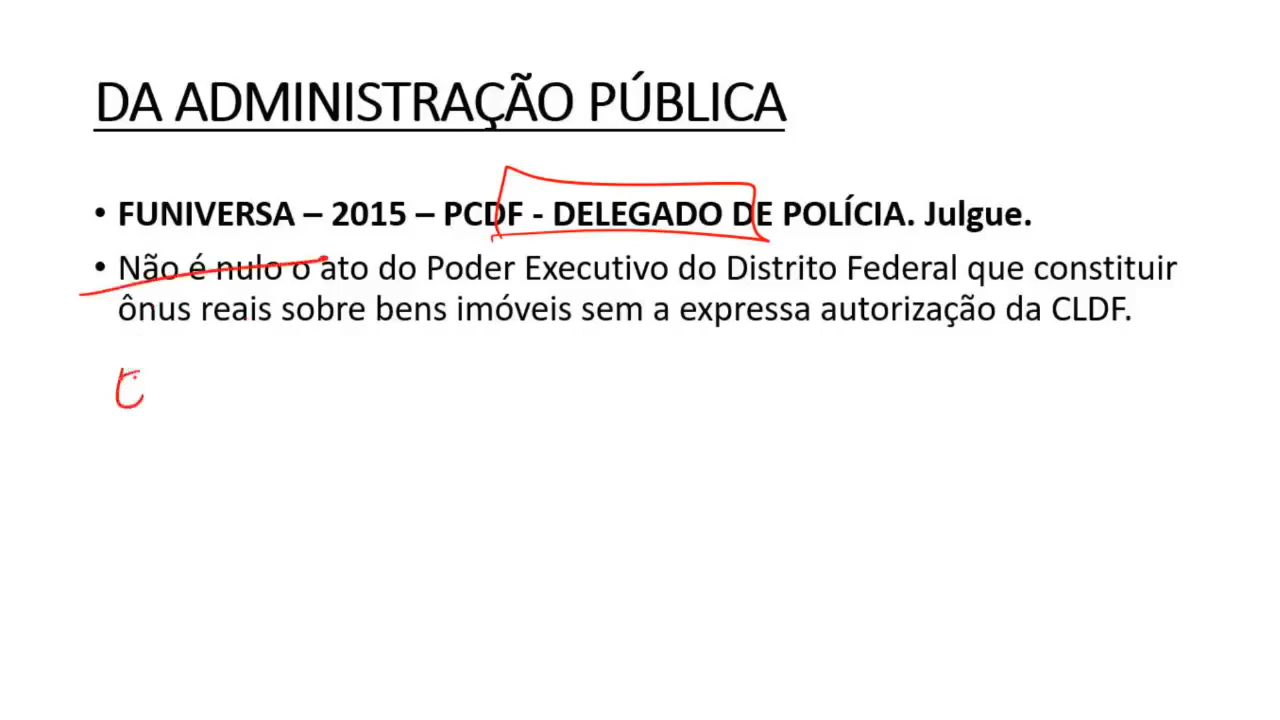 DA ADMINISTRAÇÃO PÚBLICA
• FUNIVERSA – 2015 – PCDF - DELEGADO DE POLÍCIA. Julgue.
• Não é nulo o ato do Poder Executivo do Distrito Federal que constituir
ônus reais sobre bens imóveis sem a expressa autorização da CLDF.